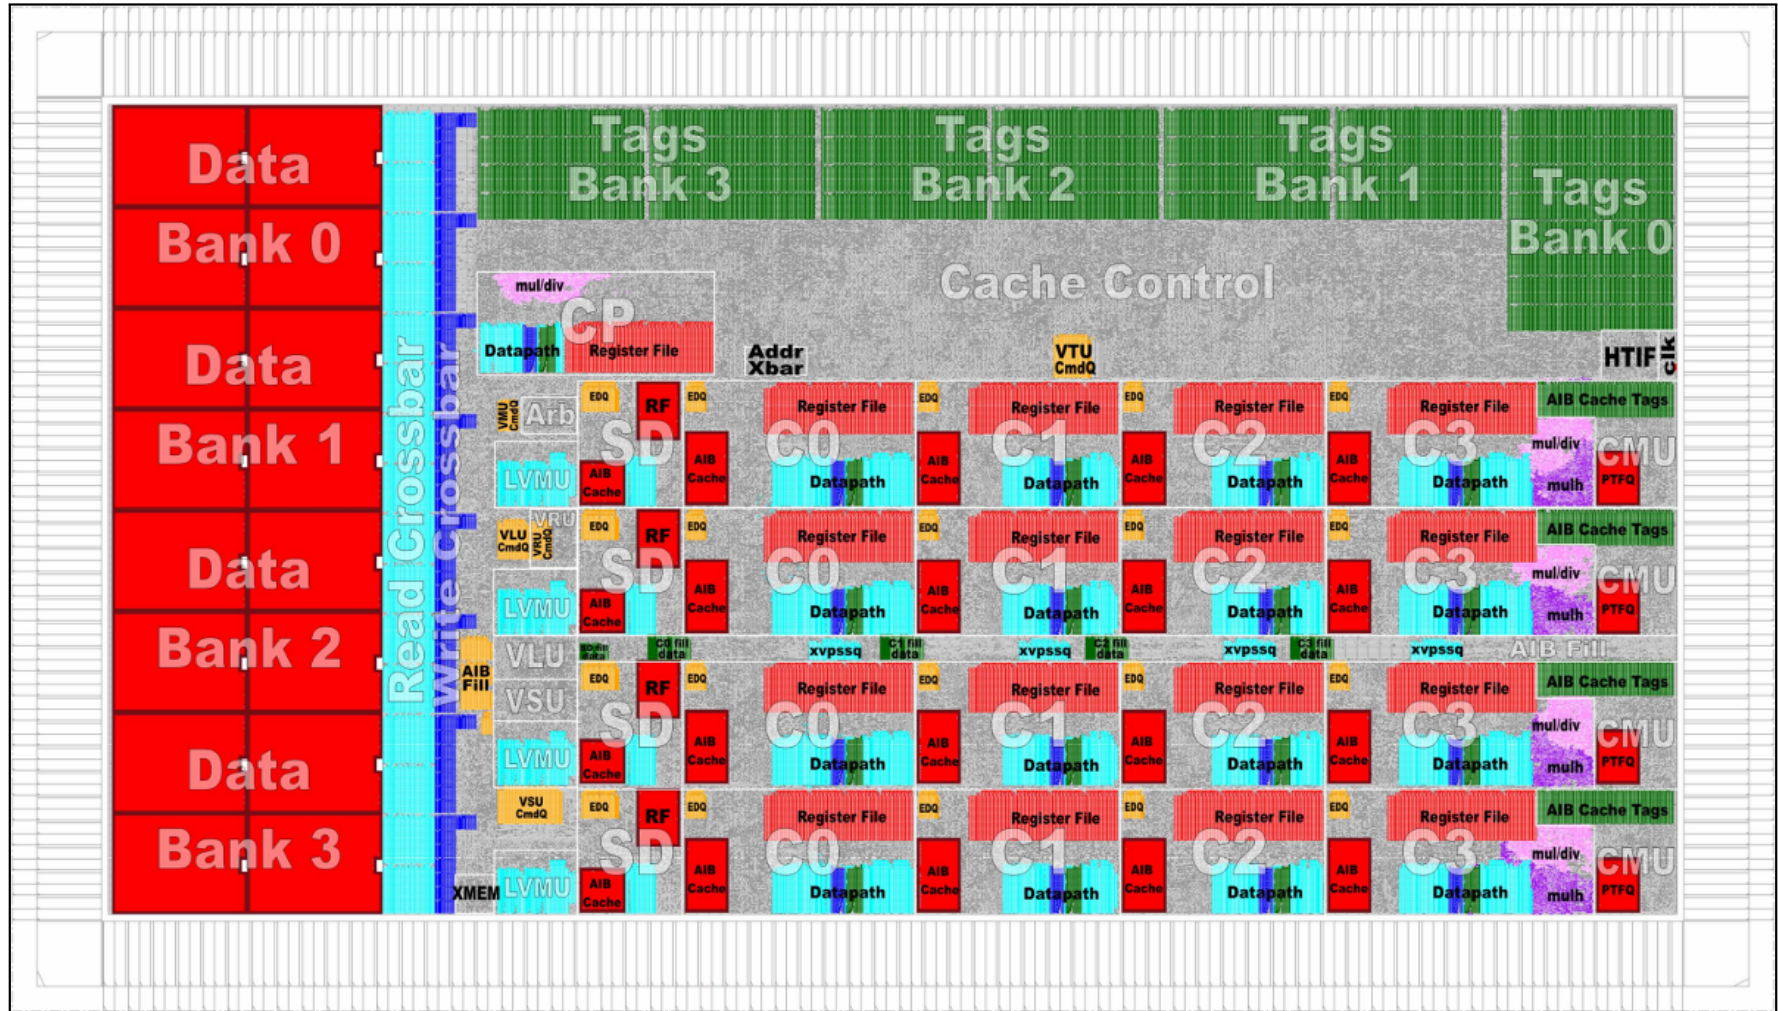 Data
Bank 0
Data
Bank 1
Data
Bank 2
Data
Bank 3
Read Crossbar
Write Crossbar
Tags
Bank 3
Tags
Bank 2
Tags
Bank 1
Tags
Bank 0
Cache Control
mul/div
CP
Datapath
Register File
Addr
Xbar
VTU
CmdQ
HTIF
clk
VMU
CmdQ
Arb
LVMU
EDQ
RF
EDQ
SD
AIB
Cache
AIB
Cache
Register File
C0
Datapath
EDQ
AIB
Cache
Register File
C1
Datapath
EDQ
AIB
Cache
Register File
C2
Datapath
EDQ
AIB
Cache
Register File
C3
Datapath
AIB Cache Tags
mul/div
mulh
CMU
PTFQ
VLU
CmdQ
VRU
VRU
CmdQ
LVMU
EDQ
RF
EDQ
SD
AIB
Cache
AIB
Cache
Register File
C0
Datapath
EDQ
AIB
Cache
Register File
C1
Datapath
EDQ
AIB
Cache
Register File
C2
Datapath
EDQ
AIB
Cache
Register File
C3
Datapath
AIB Cache Tags
mul/div
mulh
CMU
PTFQ
AIB
Fill
VLU
SD fill
data
C0 fill
data
xvpssq
C1 fill
data
xvpssq
C2 fill
data
xvpssq
C3 fill
data
xvpssq
AIB Fill
VSU
LVMU
EDQ
RF
EDQ
SD
AIB
Cache
AIB
Cache
Register File
C0
Datapath
EDQ
AIB
Cache
Register File
C1
Datapath
EDQ
AIB
Cache
Register File
C2
Datapath
EDQ
AIB
Cache
Register File
C3
Datapath
AIB Cache Tags
mul/div
mulh
CMU
PTFQ
VSU
CmdQ
XMEM
LVMU
EDQ
RF
EDQ
SD
AIB
Cache
AIB
Cache
Register File
C0
Datapath
EDQ
AIB
Cache
Register File
C1
Datapath
EDQ
AIB
Cache
Register File
C2
Datapath
EDQ
AIB
Cache
Register File
C3
Datapath
AIB Cache Tags
mul/div
mulh
CMU
PTFQ